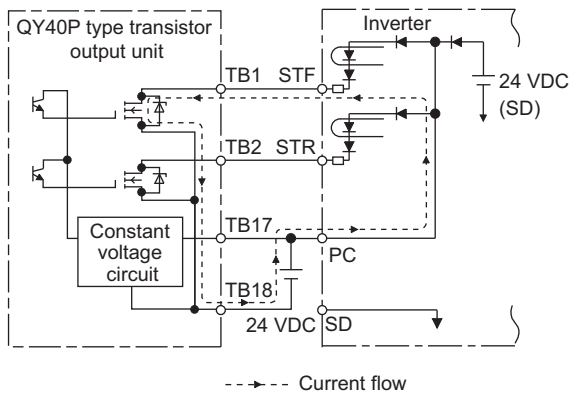 QY40P type transistor
output unit
Inverter
TB1 STF
24 VDC
(SD)
TB2 STR
Constant
voltage
circuit
TB17
PC
TB18
24 VDC SD
Current flow